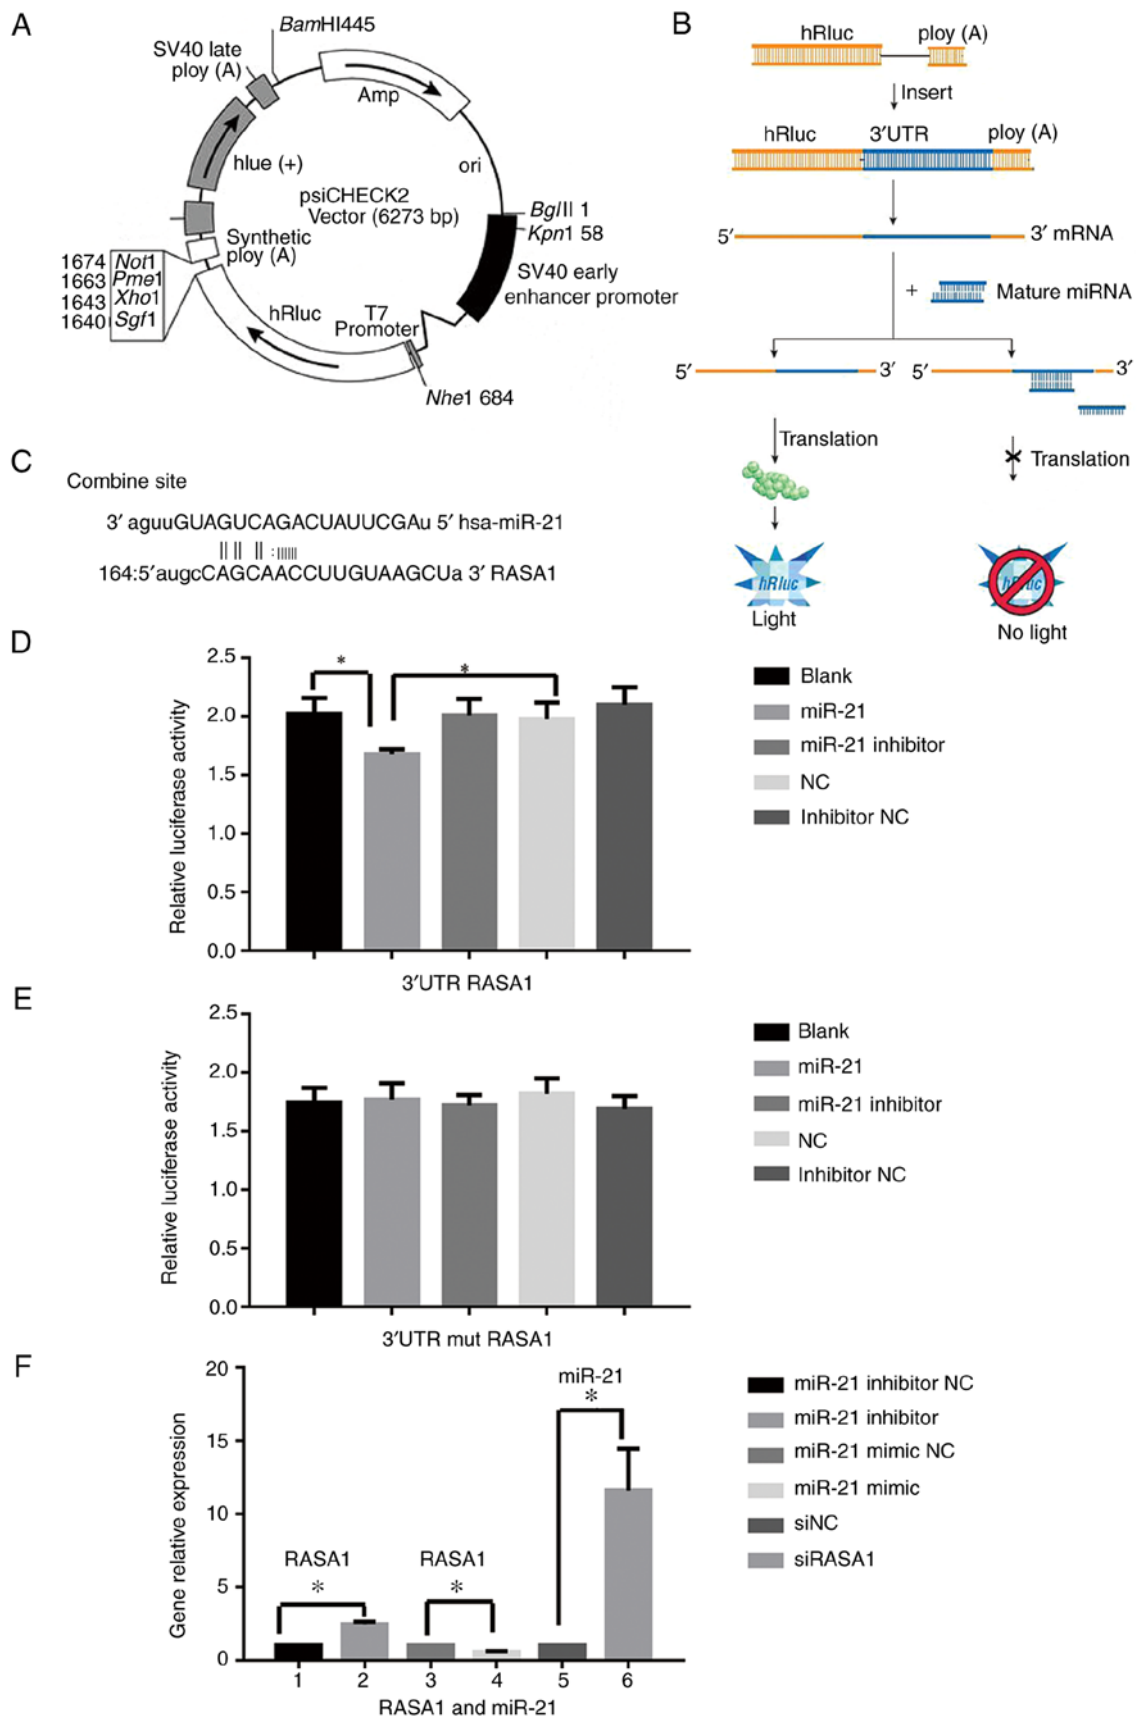 A
BamHI445
SV40 late
ploy (A)
Amp
hlue (+)
ori
psiCHECK2
Vector (6273 bp)
BglII 1
Kpn1 58
Synthetic
ploy (A)
SV40 early
enhancer promoter
1674 Not1
1663 Pme1
1643 Xho1
1640 Sgf1
hRluc
T7
Promoter
Nhe1 684
B
hRluc
ploy (A)
Insert
hRluc
3′UTR
ploy (A)
5′
3′ mRNA
+
Mature miRNA
5′
3′
5′
3′
Translation
Translation
hRluc
hRluc
Light
No light
C
Combine site
3′ aguuGUAGUCAGACUAUUCGAu 5′ hsa-miR-21
164:5′augcCAGCAACCUUGUAAGCUa 3′ RASA1
D
Relative luciferase activity
2.5
2.0
1.5
1.0
0.5
0.0
*
*
3′UTR RASA1
Blank
miR-21
miR-21 inhibitor
NC
Inhibitor NC
E
Relative luciferase activity
2.5
2.0
1.5
1.0
0.5
0.0
3′UTR mut RASA1
Blank
miR-21
miR-21 inhibitor
NC
Inhibitor NC
F
Gene relative expression
20
15
10
5
0
RASA1
*
RASA1
*
miR-21
*
1 2 3 4 5 6
RASA1 and miR-21
miR-21 inhibitor NC
miR-21 inhibitor
miR-21 mimic NC
miR-21 mimic
siNC
siRASA1